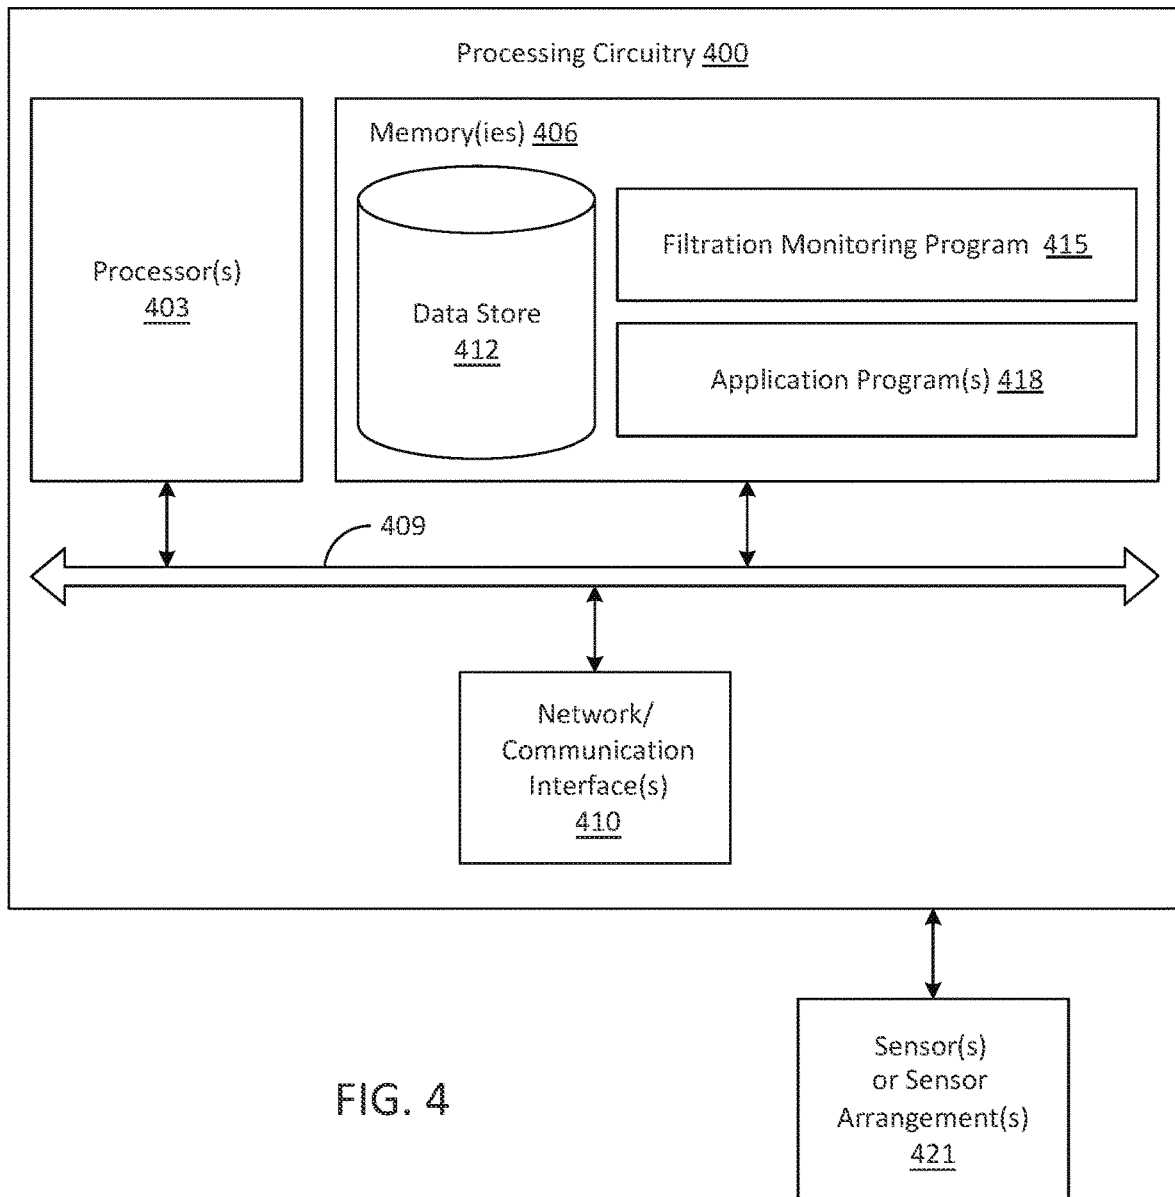 Processing Circuitry 400
Processor(s)
403
Memory(ies) 406
Data Store
412
Filtration Monitoring Program 415
Application Program(s) 418
409
Network/
Communication
Interface(s)
410
Sensor(s)
or Sensor
Arrangement(s)
421
FIG. 4